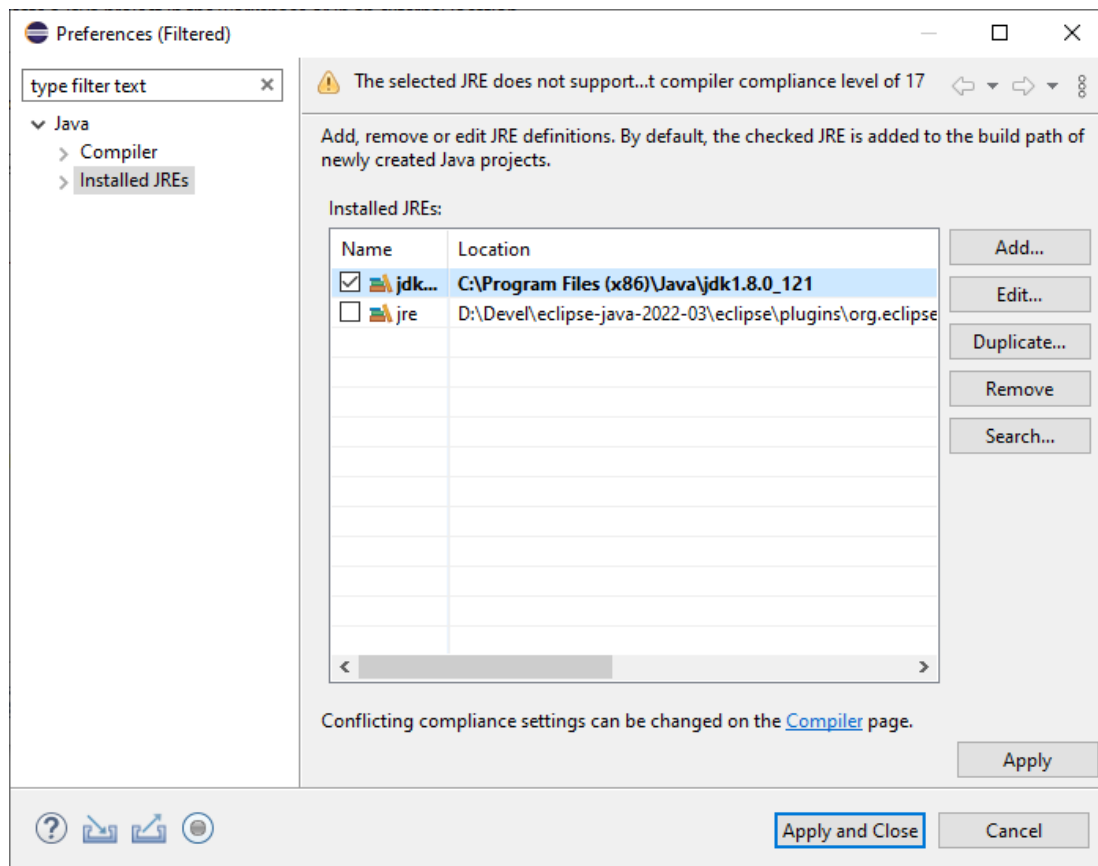 Preferences (Filtered)
type filter text
The selected JRE does not support...t compiler compliance level of 17
Java
Compiler
Installed JREs
Add, remove or edit JRE definitions. By default, the checked JRE is added to the build path of
newly created Java projects.
Installed JREs:
Name Location
jdk... C:\Program Files (x86)\Java\jdk1.8.0_121
jre D:\Devel\eclipse-java-2022-03\eclipse\plugins\org.eclipse
Add...
Edit...
Duplicate...
Remove
Search...
Conflicting compliance settings can be changed on the Compiler page.
Apply
Apply and Close
Cancel